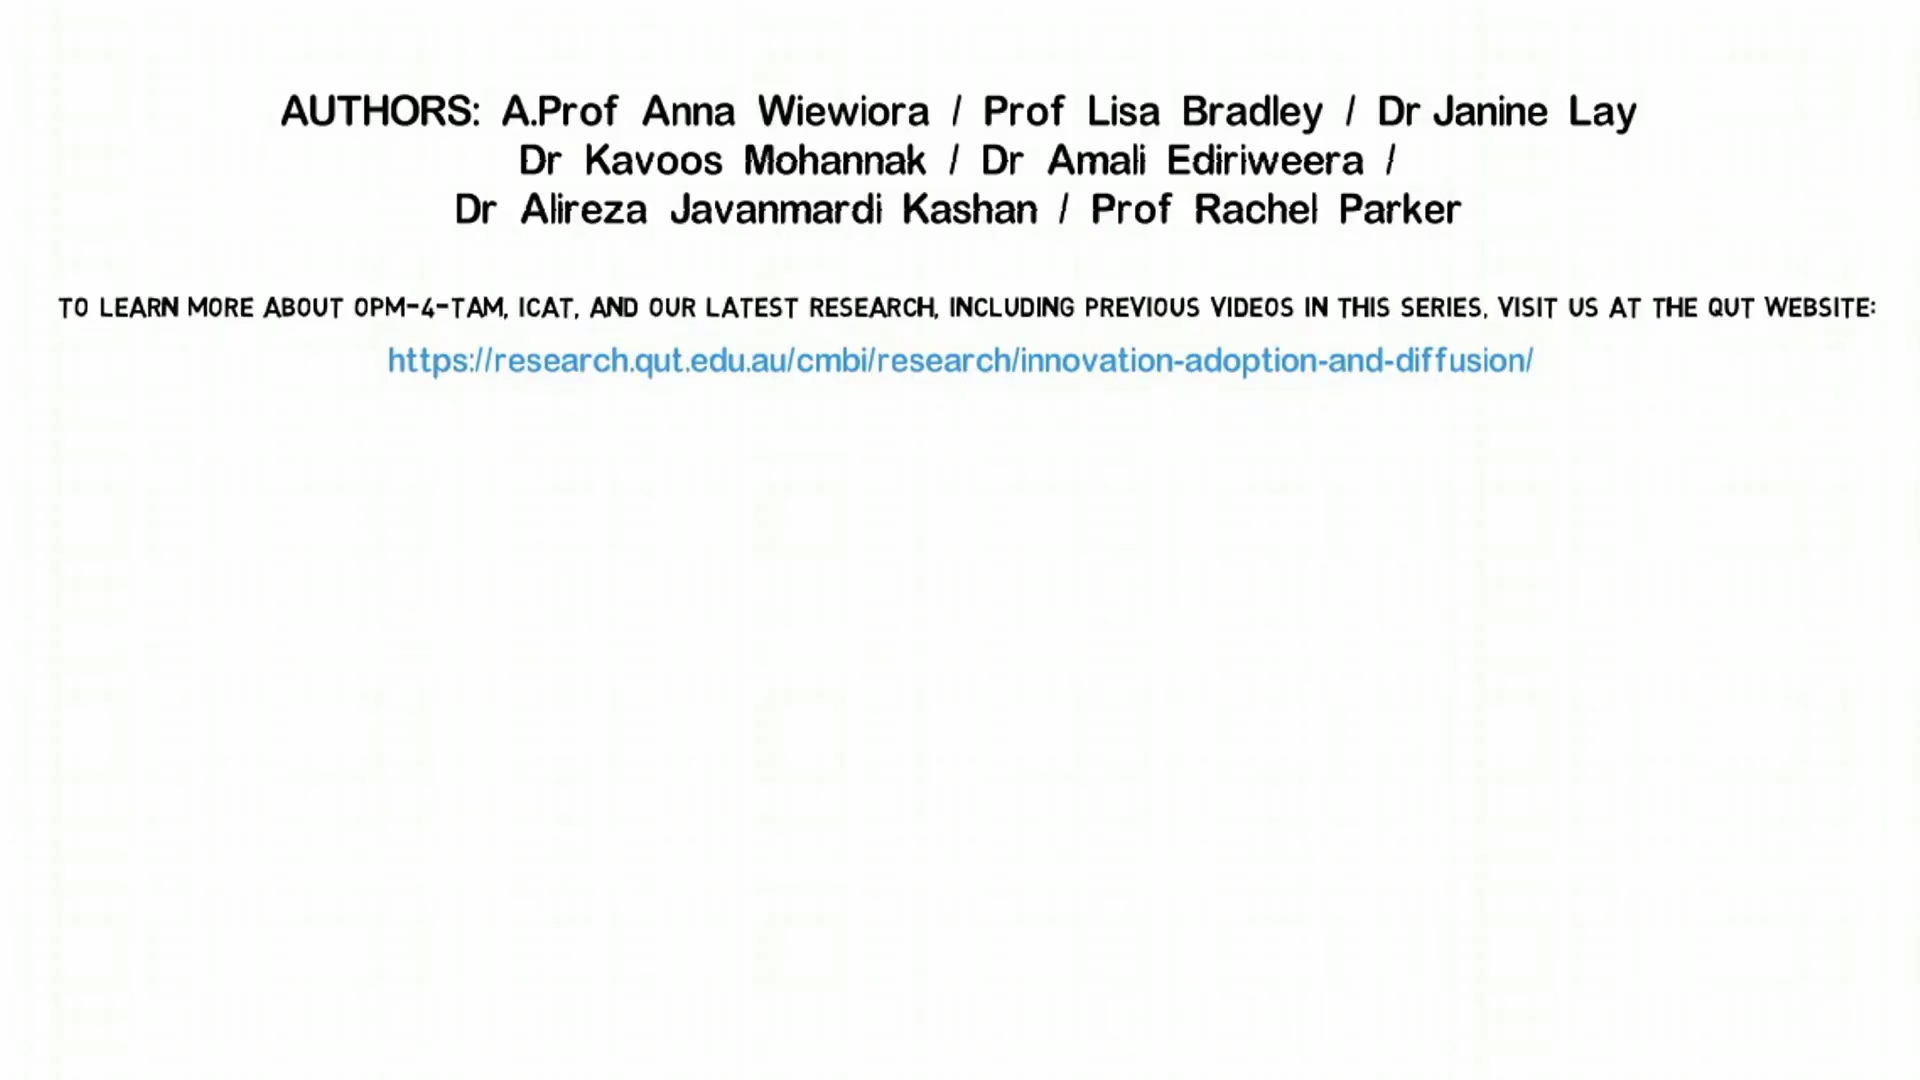 AUTHORS: A.Prof Anna Wiewiora / Prof Lisa Bradley / Dr Janine Lay
Dr Kavoos Mohannak / Dr Amali Ediriweera /
Dr Alireza Javanmardi Kashan / Prof Rachel Parker
TO LEARN MORE ABOUT OPM-4-TAM, ICAT, AND OUR LATEST RESEARCH, INCLUDING PREVIOUS VIDEOS IN THIS SERIES, VISIT US AT THE QUT WEBSITE:
https://research.qut.edu.au/cmbi/research/innovation-adoption-and-diffusion/